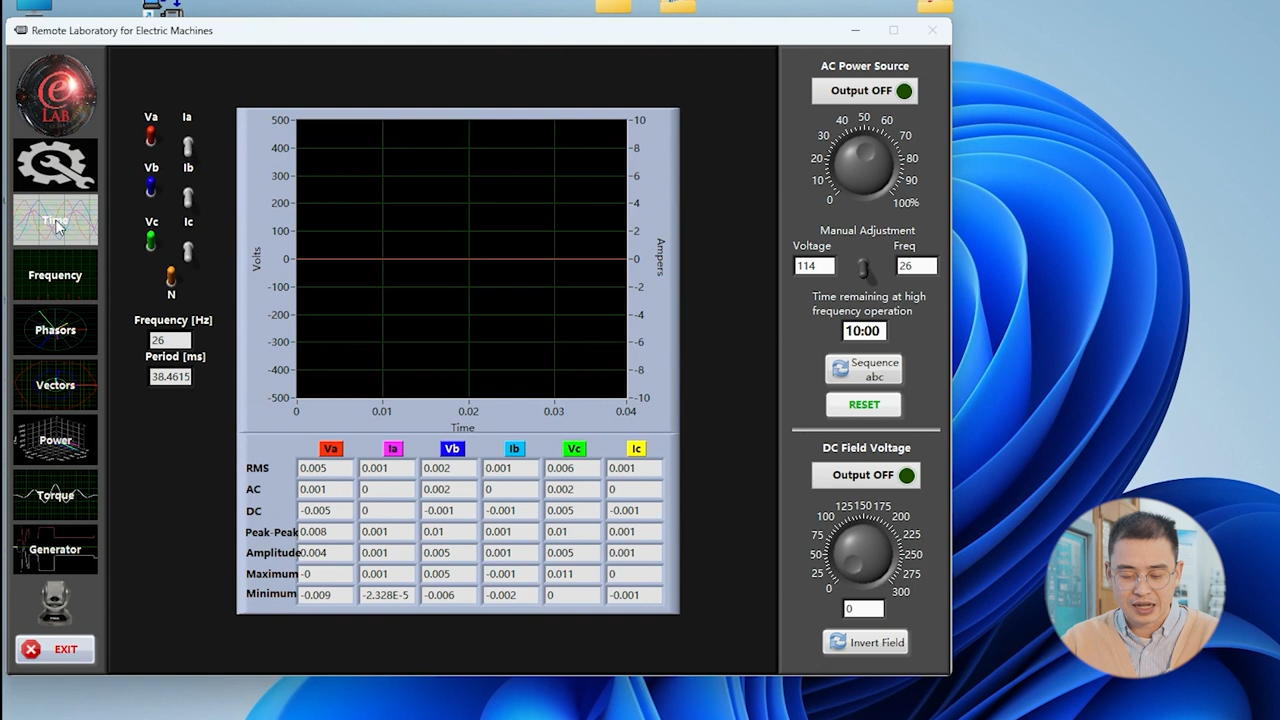 Remote Laboratory for Electric Machines
e
LAB
Time
Frequency
Phasors
Vectors
Power
Torque
Generator
EXIT
Va Ia
Vb Ib
Vc Ic
N
Frequency [Hz]
26
Period [ms]
38.4615
500
400
300
200
100
0
-100
-200
-300
-400
-500
Volts
10
8
6
4
2
0
-2
-4
-6
-8
-10
Ampers
0 0.01 0.02 0.03 0.04
Time
Va Ia Vb Ib Vc Ic
RMS 0.005 0.001 0.002 0.001 0.006 0.001
AC 0.001 0 0.002 0 0.002 0
DC -0.005 0 -0.001 -0.001 0.005 -0.001
Peak-Peak 0.008 0.001 0.01 0.001 0.01 0.001
Amplitude 0.004 0.001 0.005 0.001 0.005 0.001
Maximum -0 0.001 0.005 -0.001 0.011 0
Minimum -0.009 -2.328E-5 -0.006 -0.002 0 -0.001
AC Power Source
Output OFF
0 10 20 30 40 50 60 70 80 90 100%
Manual Adjustment
Voltage Freq
114 26
Time remaining at high
frequency operation
10:00
Sequence
abc
RESET
DC Field Voltage
Output OFF
0 25 50 75 100 125 150 175 200 225 250 275 300
0
Invert Field